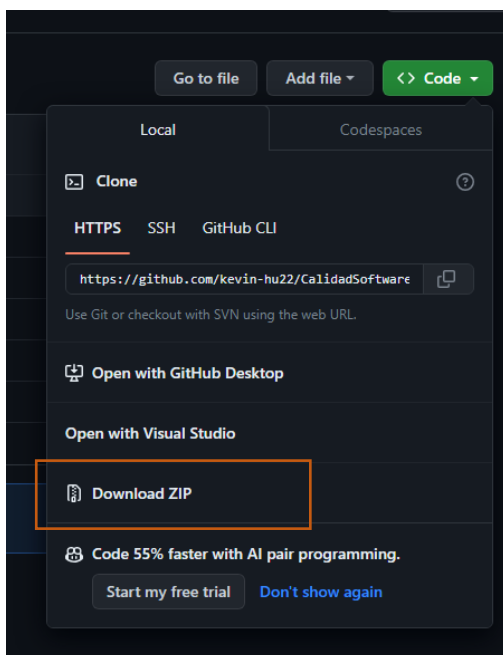 Go to file Add file <> Code
Local Codespaces
Clone
HTTPS SSH GitHub CLI
https://github.com/kevin-hu22/CalidadSoftware
Use Git or checkout with SVN using the web URL.
Open with GitHub Desktop
Open with Visual Studio
Download ZIP
Code 55% faster with AI pair programming.
Start my free trial Don't show again